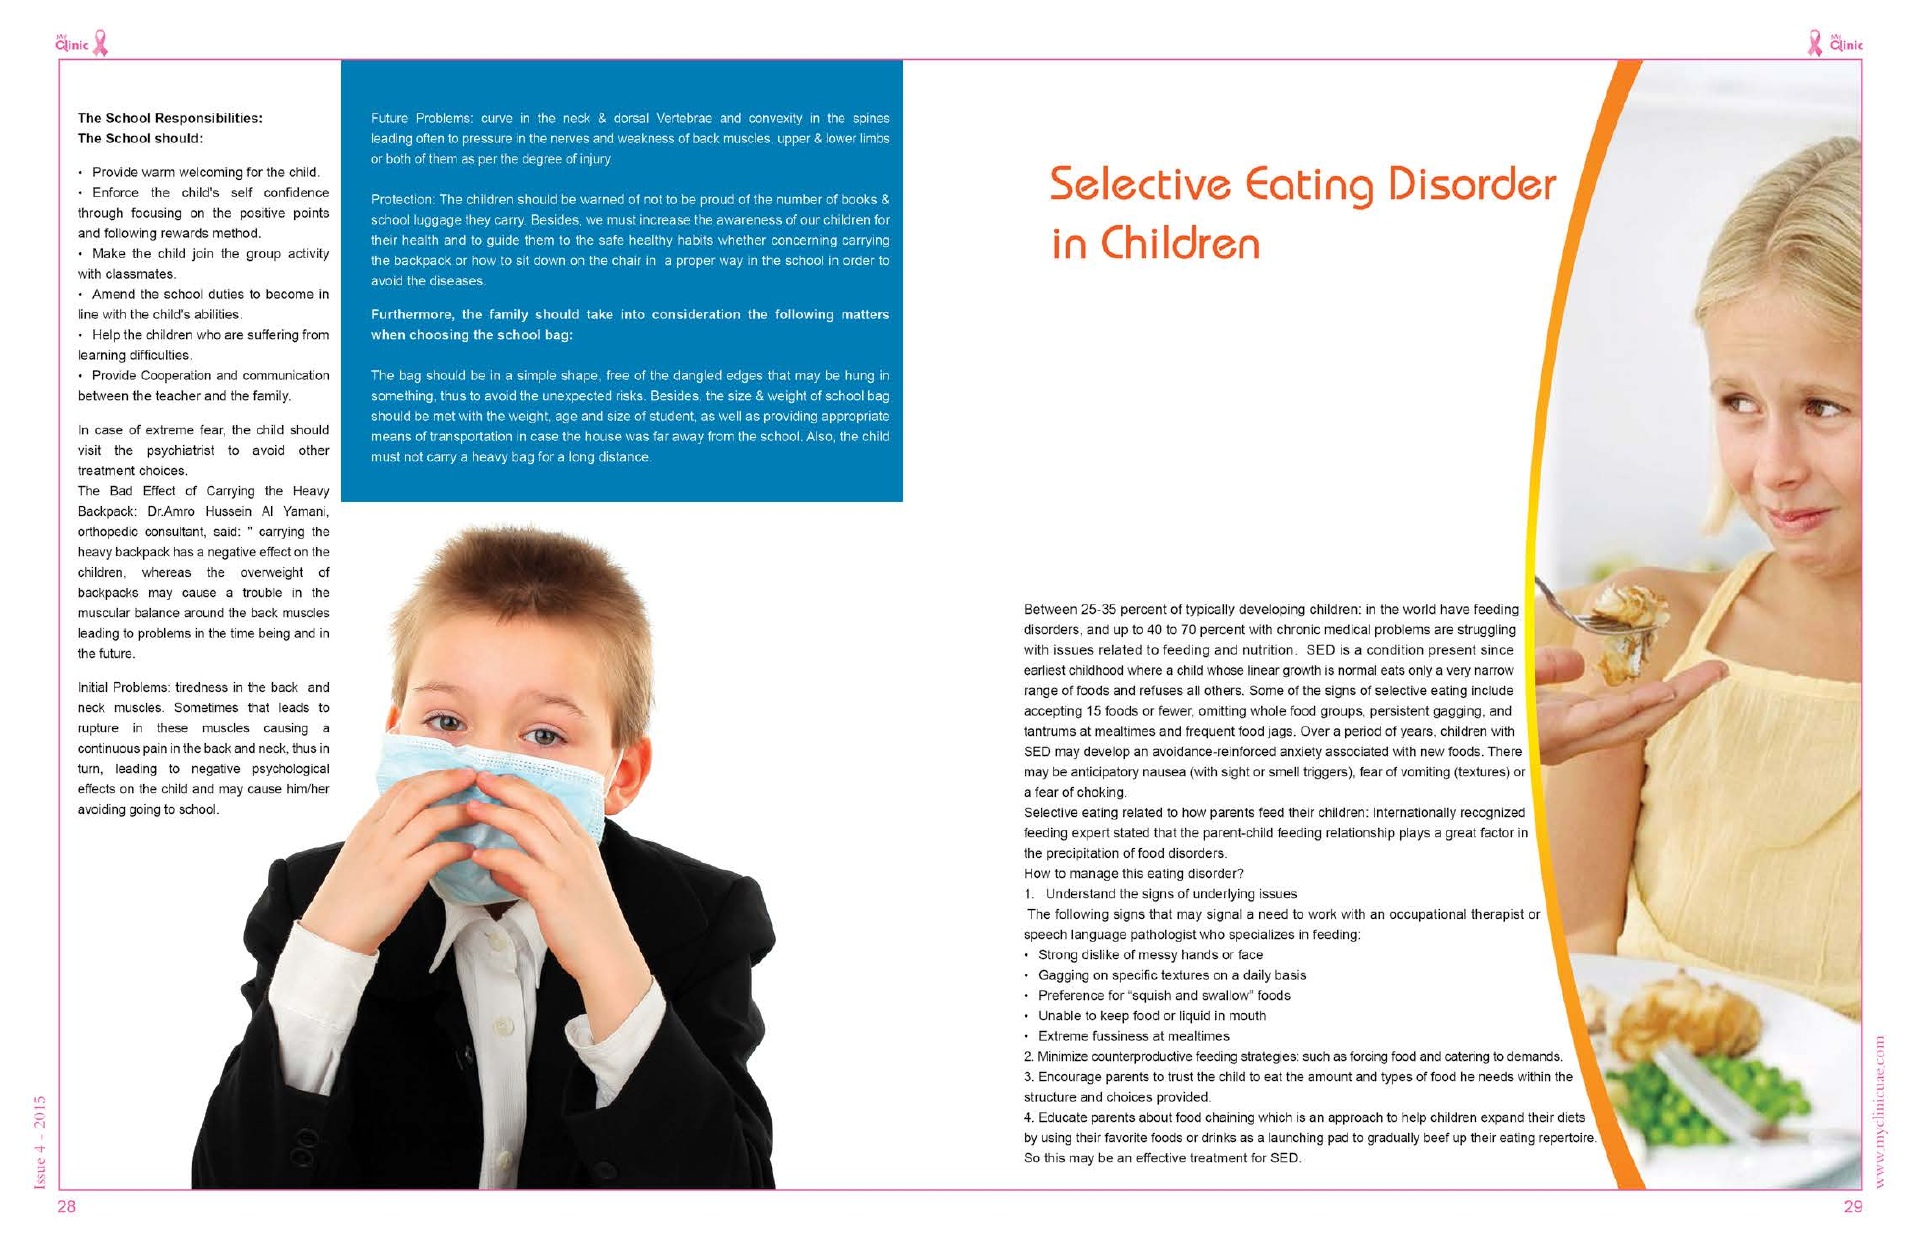 My
Clinic
The School Responsibilities:
The School should:
• Provide warm welcoming for the child.
• Enforce the child's self confidence
through focusing on the positive points
and following rewards method.
• Make the child join the group activity
with classmates.
• Amend the school duties to become in
line with the child's abilities.
• Help the children who are suffering from
learning difficulties.
• Provide Cooperation and communication
between the teacher and the family.
In case of extreme fear, the child should
visit the psychiatrist to avoid other
treatment choices.
The Bad Effect of Carrying the Heavy
Backpack: Dr.Amro Hussein Al Yamani,
orthopedic consultant, said: " carrying the
heavy backpack has a negative effect on the
children, whereas the overweight of
backpacks may cause a trouble in the
muscular balance around the back muscles
leading to problems in the time being and in
the future.
Initial Problems: tiredness in the back and
neck muscles. Sometimes that leads to
rupture in these muscles causing a
continuous pain in the back and neck, thus in
turn, leading to negative psychological
effects on the child and may cause him/her
avoiding going to school.
Future Problems: curve in the neck & dorsal Vertebrae and convexity in the spines
leading often to pressure in the nerves and weakness of back muscles, upper & lower limbs
or both of them as per the degree of injury
Protection: The children should be warned of not to be proud of the number of books &
school luggage they carry. Besides, we must increase the awareness of our children for
their health and to guide them to the safe healthy habits whether concerning carrying
the backpack or how to sit down on the chair in a proper way in the school in order to
avoid the diseases.
Furthermore, the family should take into consideration the following matters
when choosing the school bag:
The bag should be in a simple shape, free of the dangled edges that may be hung in
something, thus to avoid the unexpected risks. Besides, the size & weight of school bag
should be met with the weight, age and size of student, as well as providing appropriate
means of transportation in case the house was far away from the school. Also, the child
must not carry a heavy bag for a long distance.
Issue 4 - 2015
28
My
Clinic
Selective Eating Disorder
in Children
Between 25-35 percent of typically developing children: in the world have feeding
disorders, and up to 40 to 70 percent with chronic medical problems are struggling
with issues related to feeding and nutrition. SED is a condition present since
earliest childhood where a child whose linear growth is normal eats only a very narrow
range of foods and refuses all others. Some of the signs of selective eating include
accepting 15 foods or fewer, omitting whole food groups, persistent gagging, and
tantrums at mealtimes and frequent food jags. Over a period of years, children with
SED may develop an avoidance-reinforced anxiety associated with new foods. There
may be anticipatory nausea (with sight or smell triggers), fear of vomiting (textures) or
a fear of choking.
Selective eating related to how parents feed their children: Internationally recognized
feeding expert stated that the parent-child feeding relationship plays a great factor in
the precipitation of food disorders.
How to manage this eating disorder?
1. Understand the signs of underlying issues
The following signs that may signal a need to work with an occupational therapist or
speech language pathologist who specializes in feeding:
• Strong dislike of messy hands or face
• Gagging on specific textures on a daily basis
• Preference for “squish and swallow” foods
• Unable to keep food or liquid in mouth
• Extreme fussiness at mealtimes
2. Minimize counterproductive feeding strategies: such as forcing food and catering to demands.
3. Encourage parents to trust the child to eat the amount and types of food he needs within the
structure and choices provided.
4. Educate parents about food chaining which is an approach to help children expand their diets
by using their favorite foods or drinks as a launching pad to gradually beef up their eating repertoire.
So this may be an effective treatment for SED.
www.myclinicuae.com
29